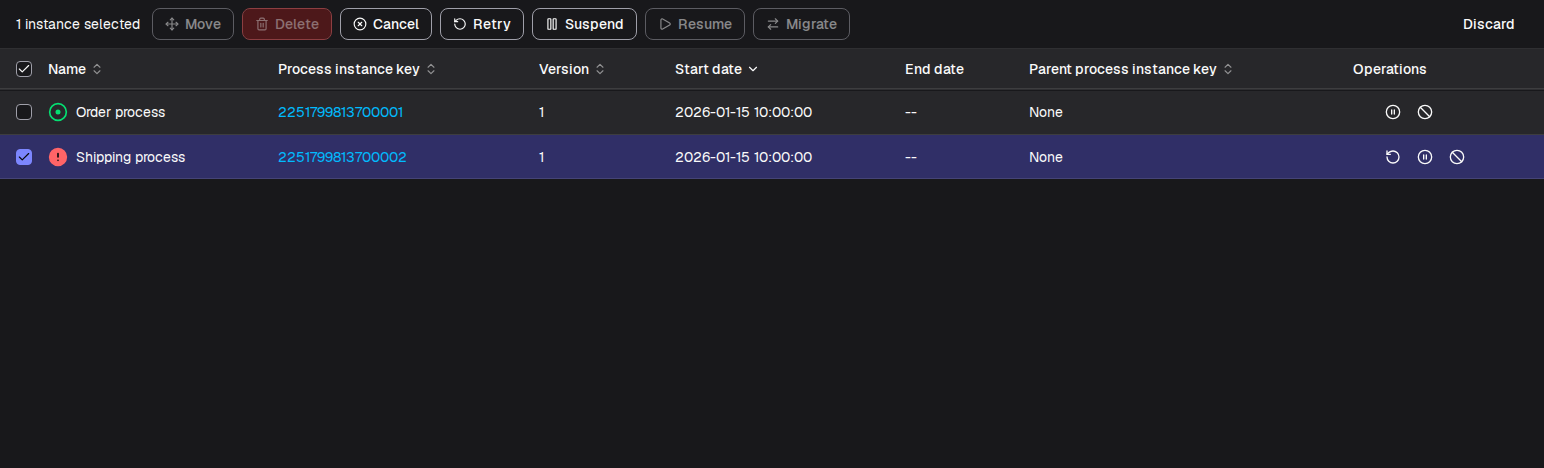 1 instance selected Move Delete Cancel Retry Suspend Resume Migrate Discard
Name Process instance key Version Start date End date Parent process instance key Operations
Order process 2251799813700001 1 2026-01-15 10:00:00 -- None
Shipping process 2251799813700002 1 2026-01-15 10:00:00 -- None